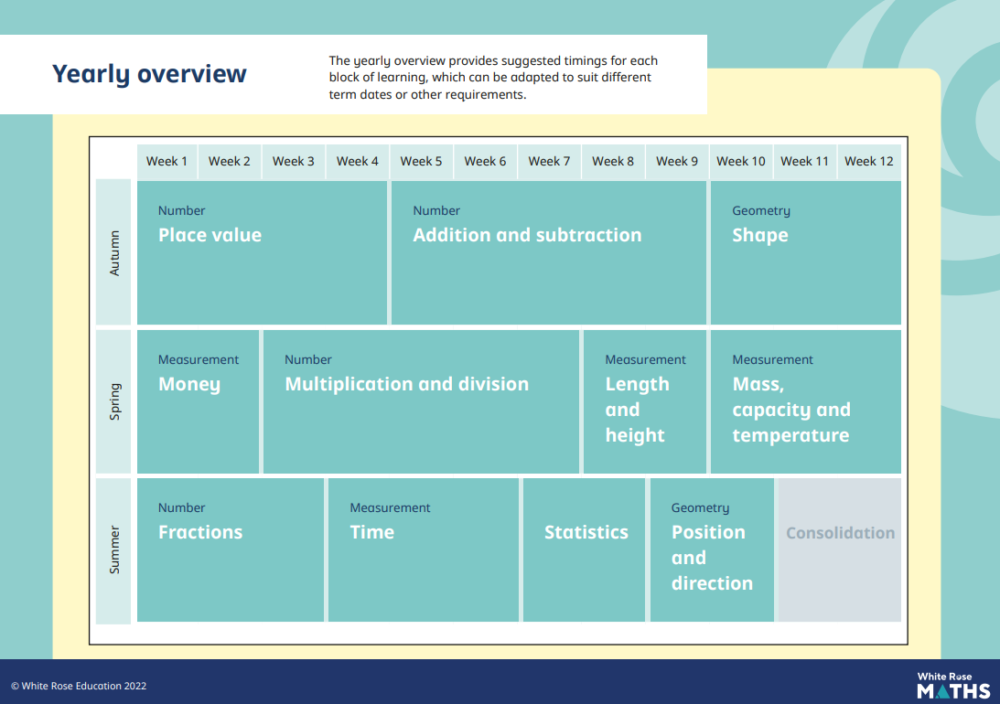 Yearly overview
The yearly overview provides suggested timings for each
block of learning, which can be adapted to suit different
term dates or other requirements.
Week 1 Week 2 Week 3 Week 4 Week 5 Week 6 Week 7 Week 8 Week 9 Week 10 Week 11 Week 12
Autumn
Number
Place value
Number
Addition and subtraction
Geometry
Shape
Spring
Measurement
Money
Number
Multiplication and division
Measurement
Length
and
height
Measurement
Mass,
capacity and
temperature
Summer
Number
Fractions
Measurement
Time
Statistics
Geometry
Position
and
direction
Consolidation
© White Rose Education 2022
White Rose
MATHS